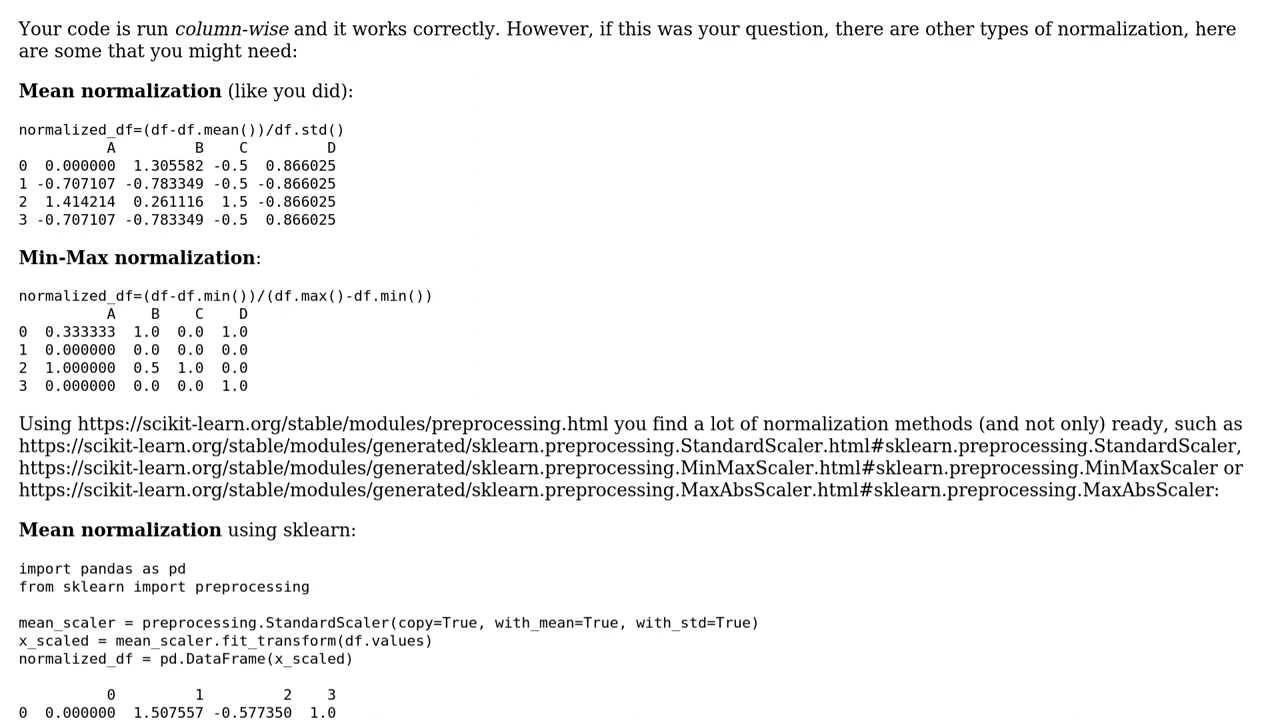 Your code is run column-wise and it works correctly. However, if this was your question, there are other types of normalization, here
are some that you might need:
Mean normalization (like you did):
normalized_df=(df-df.mean())/df.std()
          A         B    C         D
0  0.000000  1.305582 -0.5  0.866025
1 -0.707107 -0.783349 -0.5 -0.866025
2  1.414214  0.261116  1.5 -0.866025
3 -0.707107 -0.783349 -0.5  0.866025
Min-Max normalization:
normalized_df=(df-df.min())/(df.max()-df.min())
          A    B    C    D
0  0.333333  1.0  0.0  1.0
1  0.000000  0.0  0.0  0.0
2  1.000000  0.5  1.0  0.0
3  0.000000  0.0  0.0  1.0
Using https://scikit-learn.org/stable/modules/preprocessing.html you find a lot of normalization methods (and not only) ready, such as
https://scikit-learn.org/stable/modules/generated/sklearn.preprocessing.StandardScaler.html#sklearn.preprocessing.StandardScaler,
https://scikit-learn.org/stable/modules/generated/sklearn.preprocessing.MinMaxScaler.html#sklearn.preprocessing.MinMaxScaler or
https://scikit-learn.org/stable/modules/generated/sklearn.preprocessing.MaxAbsScaler.html#sklearn.preprocessing.MaxAbsScaler:
Mean normalization using sklearn:
import pandas as pd
from sklearn import preprocessing
mean_scaler = preprocessing.StandardScaler(copy=True, with_mean=True, with_std=True)
x_scaled = mean_scaler.fit_transform(df.values)
normalized_df = pd.DataFrame(x_scaled)
          0         1         2    3
0  0.000000  1.507557 -0.577350  1.0